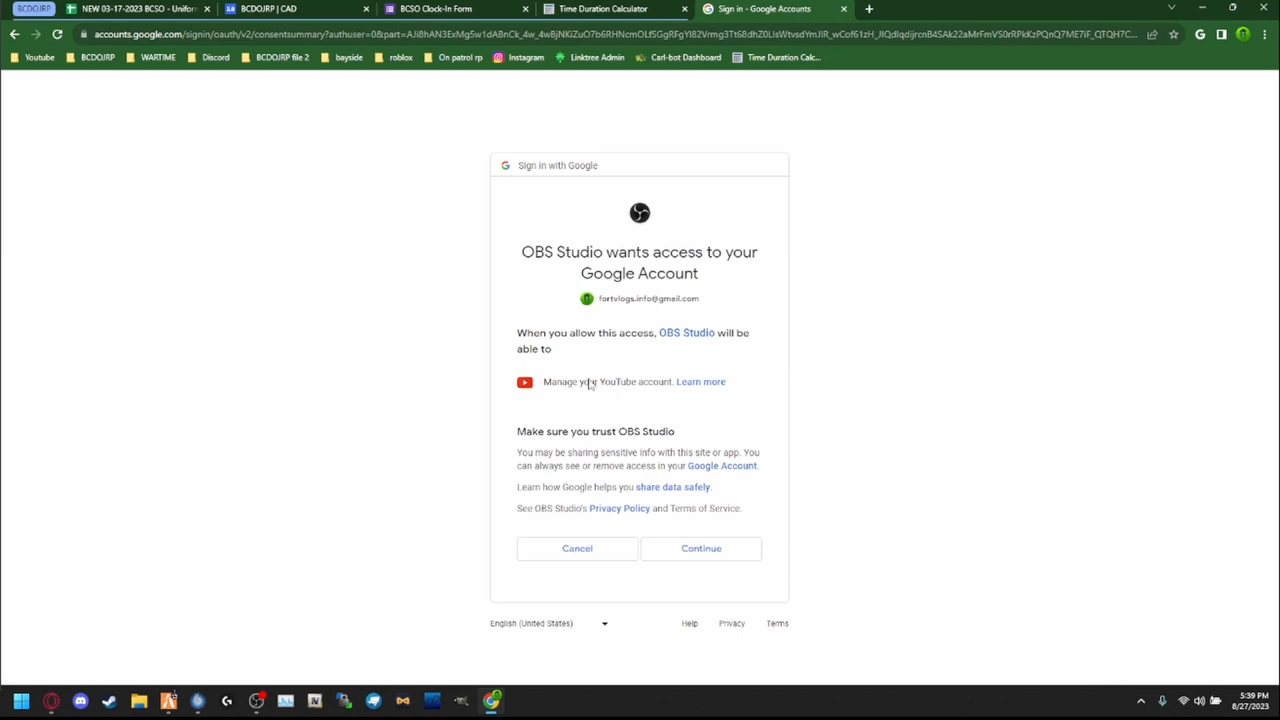 BCDOJRP
NEW 03-17-2023 BCSO - Uniform
BCDOJRP | CAD
BCSO Clock-In Form
Time Duration Calculator
Sign in - Google Accounts
Youtube
BCDOJRP
WARTIME
Discord
BCDOJRP file 2
bayside
roblox
On patrol rp
Instagram
Linktree Admin
Carl-bot Dashboard
Time Duration Calc...
Sign in with Google
OBS Studio wants access to your
Google Account
fortvlogs.info@gmail.com
When you allow this access, OBS Studio will be
able to
Manage your YouTube account. Learn more
Make sure you trust OBS Studio
You may be sharing sensitive info with this site or app. You
can always see or remove access in your Google Account.
Learn how Google helps you share data safely.
See OBS Studio's Privacy Policy and Terms of Service.
Cancel
Continue
English (United States)
Help
Privacy
Terms
5:39 PM
8/27/2023